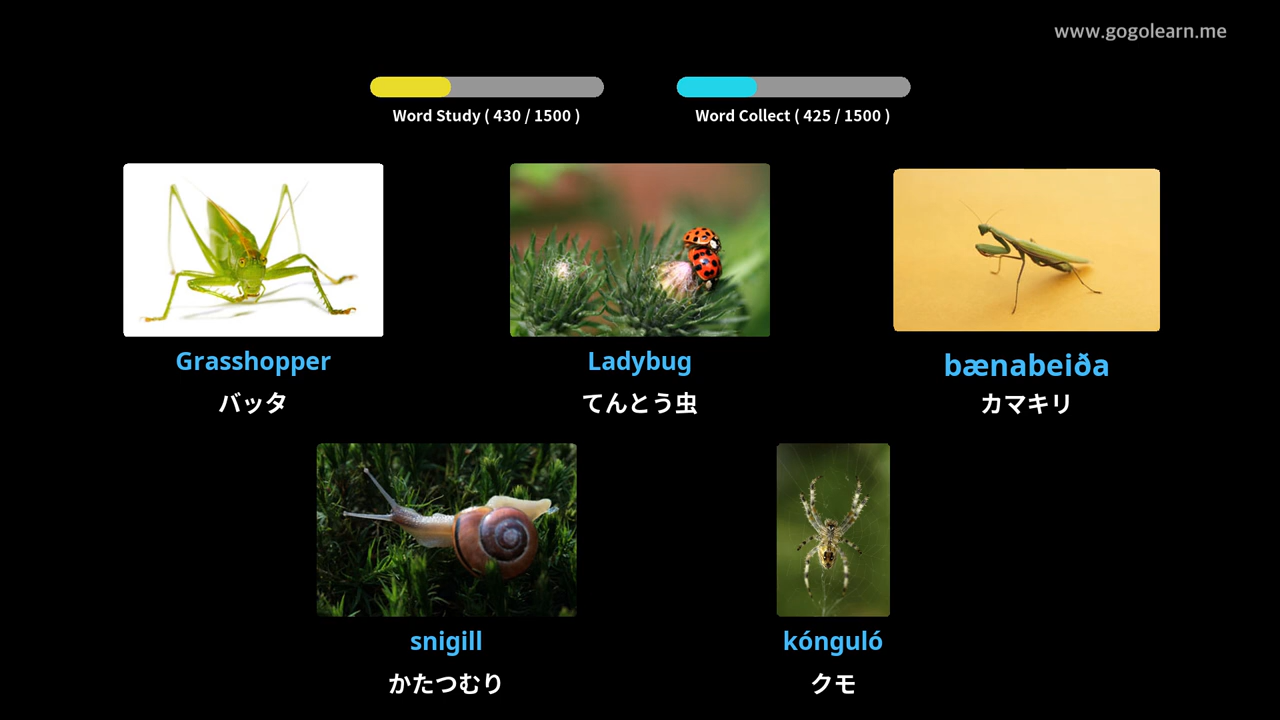 www.gogolearn.me
Word Study ( 430 / 1500 )
Word Collect ( 425 / 1500 )
Grasshopper
バッタ
Ladybug
てんとう虫
bænabeiða
カマキリ
snigill
かたつむり
kónguló
クモ